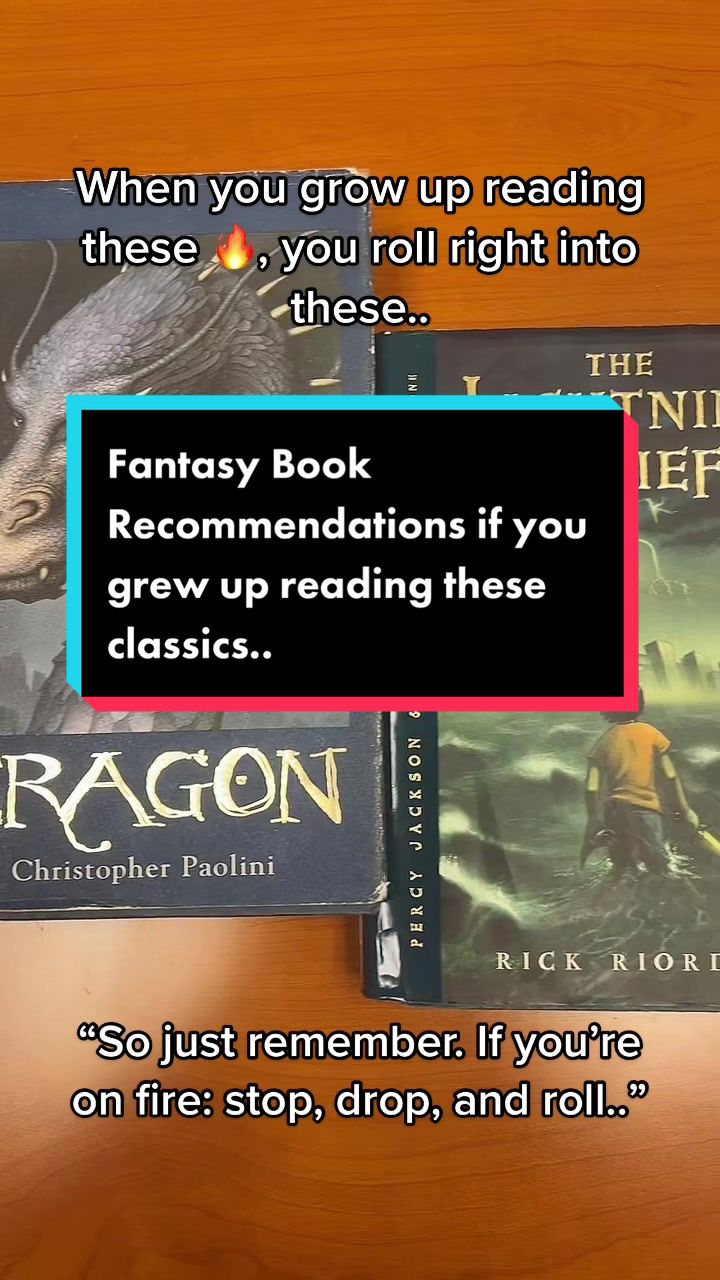 When you grow up reading
these 🔥, you roll right into
these..
THE
Fantasy Book
Recommendations if you
grew up reading these
classics..
RAGON
Christopher Paolini
PERCY JACKSON &
RICK RIORD
“So just remember. If you’re
on fire: stop, drop, and roll..”